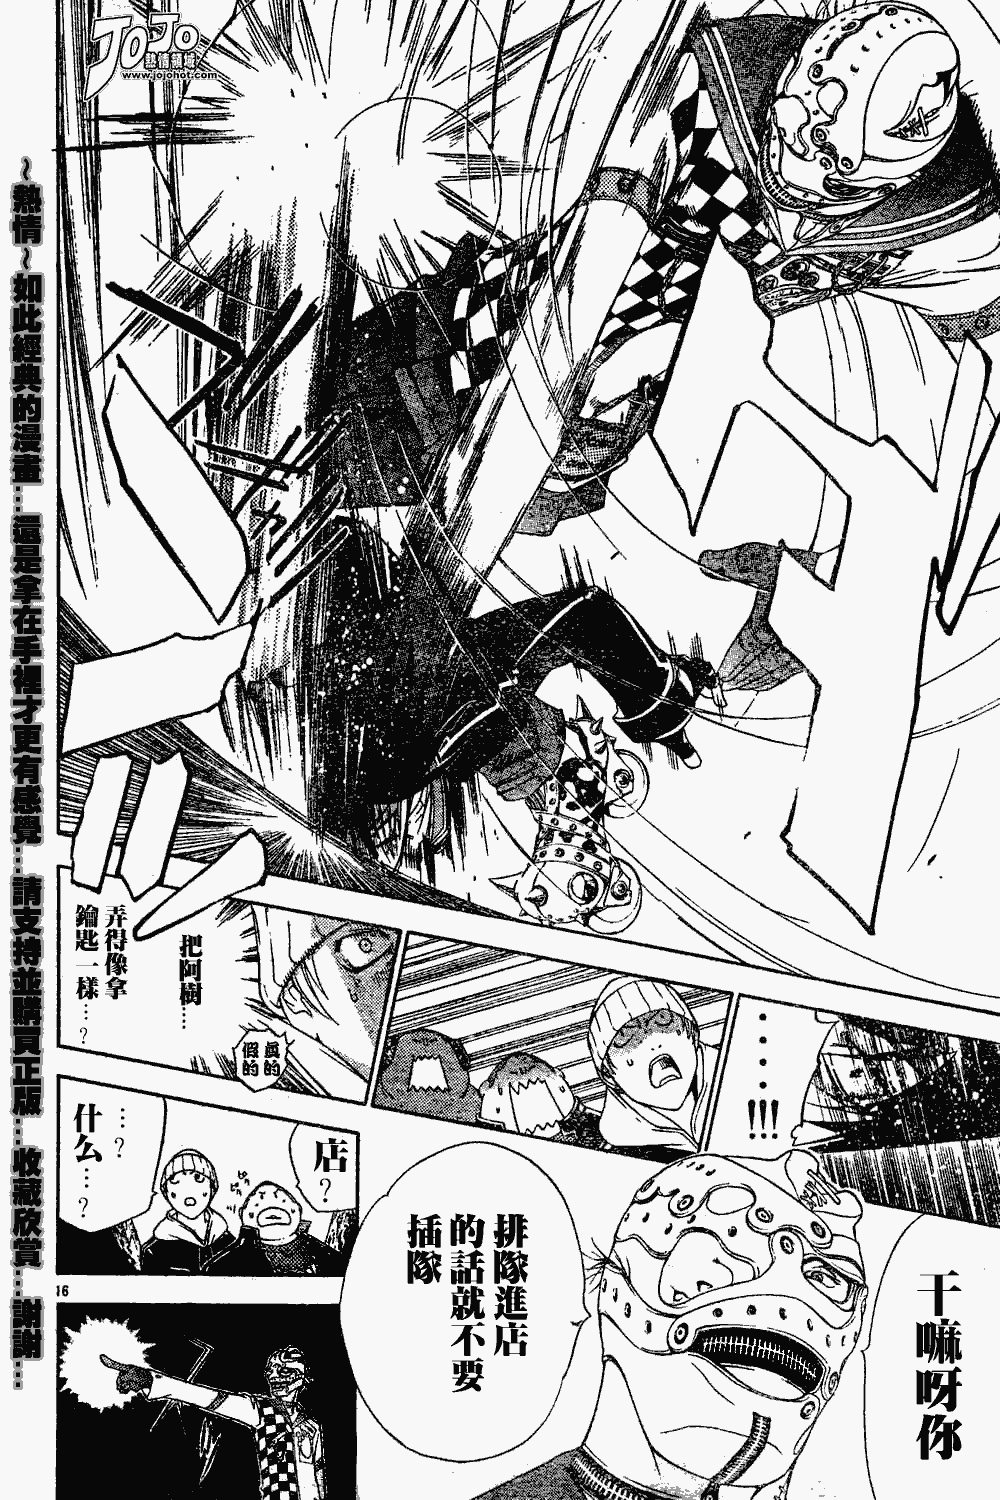 JoJo
熱情領域
www.jojohot.com
~熱情~如此經典的漫畫…還是拿在手裡才更有感覺…請支持並購買正版…收藏欣賞…謝謝…
!!!
把阿樹…
弄得像拿
鑰匙一樣…?
真的
假的
干嘛呀你
排隊進店
的話就不要
插隊
店?
…?
什么…?
16